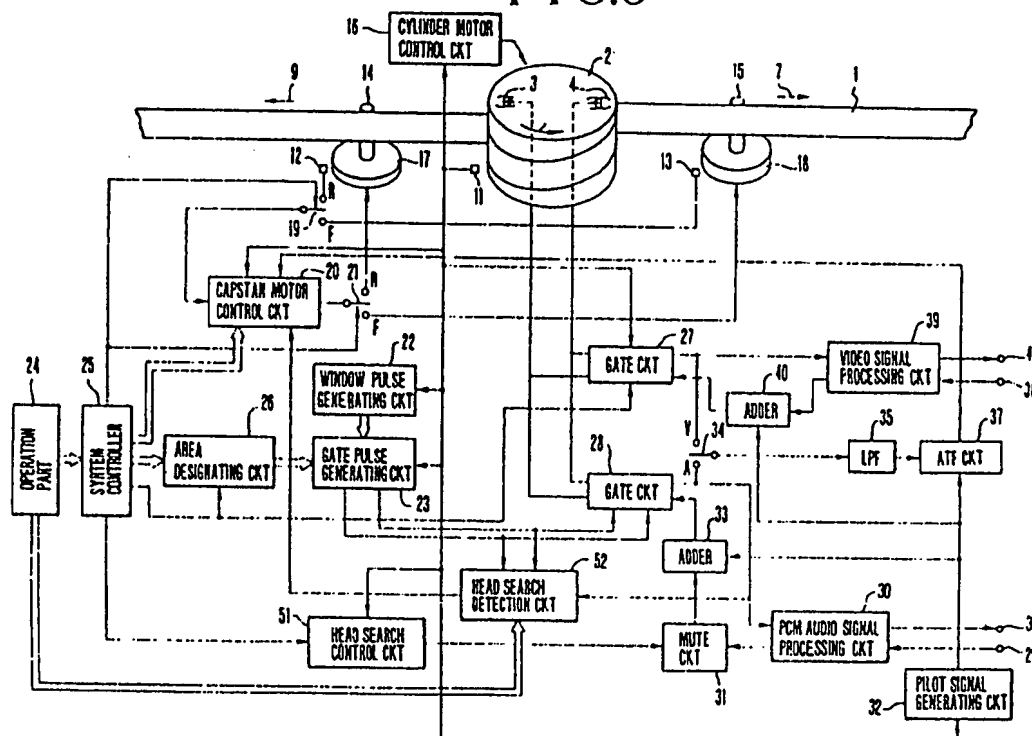 16
CYLINDER MOTOR
CONTROL CKT
2
3
4
9
14
15
7
1
12
17
11
13
18
R
19
F
20
21
R
F
CAPSTAN MOTOR
CONTROL CKT
24
25
26
22
WINDOW PULSE
GENERATING CKT
27
GATE CKT
39
VIDEO SIGNAL
PROCESSING CKT
40
ADDER
OPERATION
PART
SYSTEM
CONTROLLER
AREA
DESIGNATING CKT
GATE PULSE
GENERATING CKT
23
28
GATE CKT
V
34
A
35
LPF
37
ATF CKT
33
ADDER
52
HEAD SEARCH
DETECTION CKT
51
HEAD SEARCH
CONTROL CKT
MUTE
CKT
31
30
PCM AUDIO SIGNAL
PROCESSING CKT
PILOT SIGNAL
GENERATING CKT
32